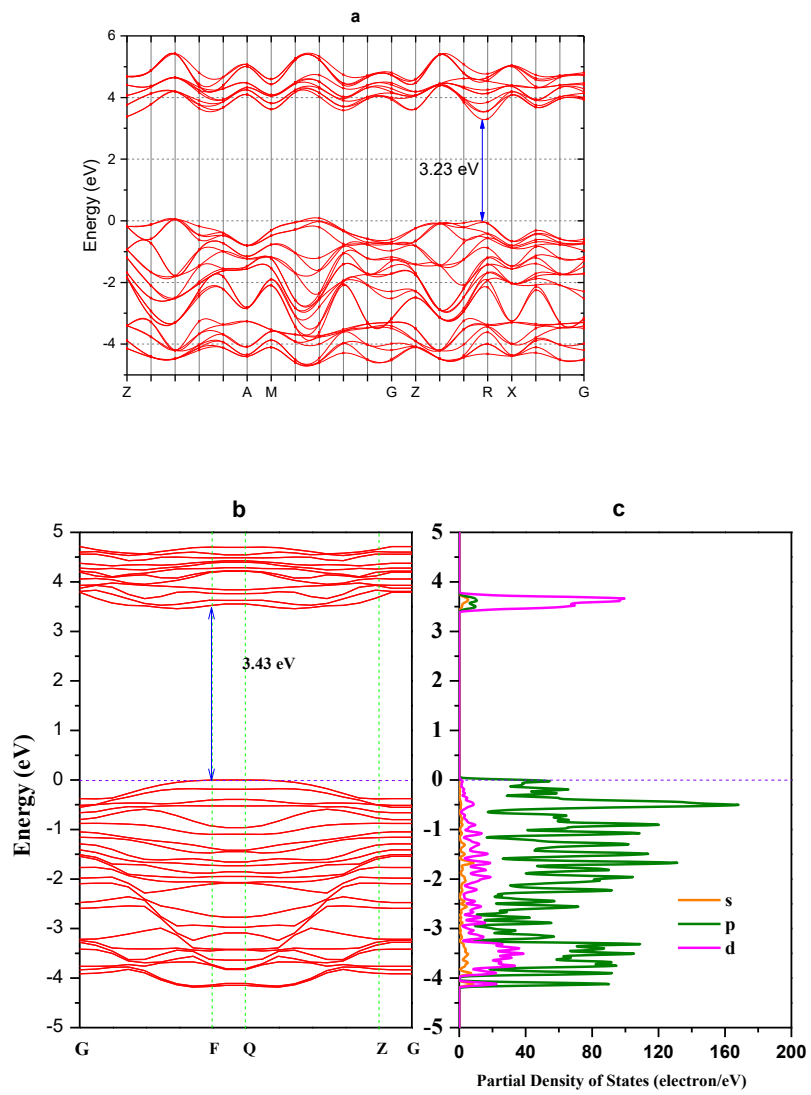 a
6
4
2
0
-2
-4
Energy (eV)
3.23 eV
Z A M G Z R X G
b
5
4
3
2
1
0
-1
-2
-3
-4
-5
Energy (eV)
3.43 eV
G F Q Z G
c
5
4
3
2
1
0
-1
-2
-3
-4
-5
s
p
d
0 40 80 120 160 200
Partial Density of States (electron/eV)